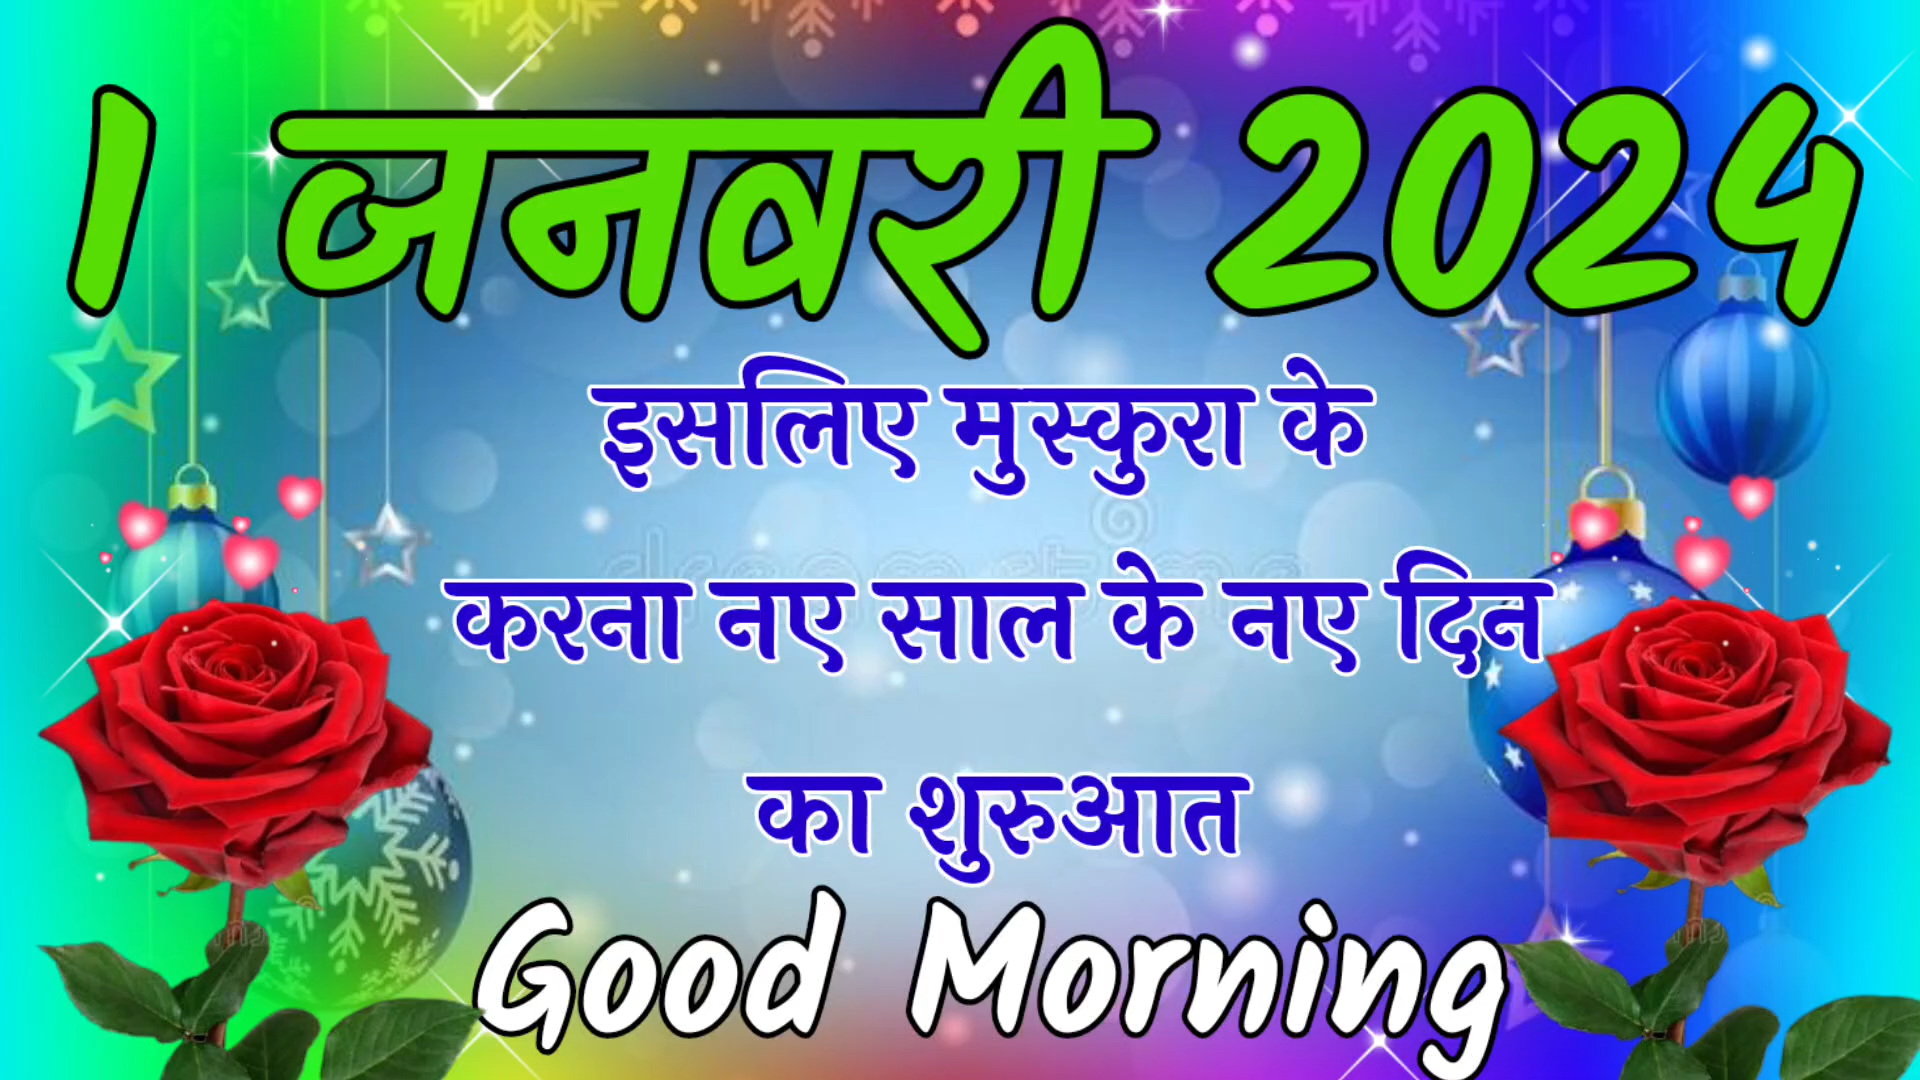 1 जनवरी 2024
इसलिए मुस्कुरा के
करना नए साल के नए दिन
का शुरुआत
Good Morning